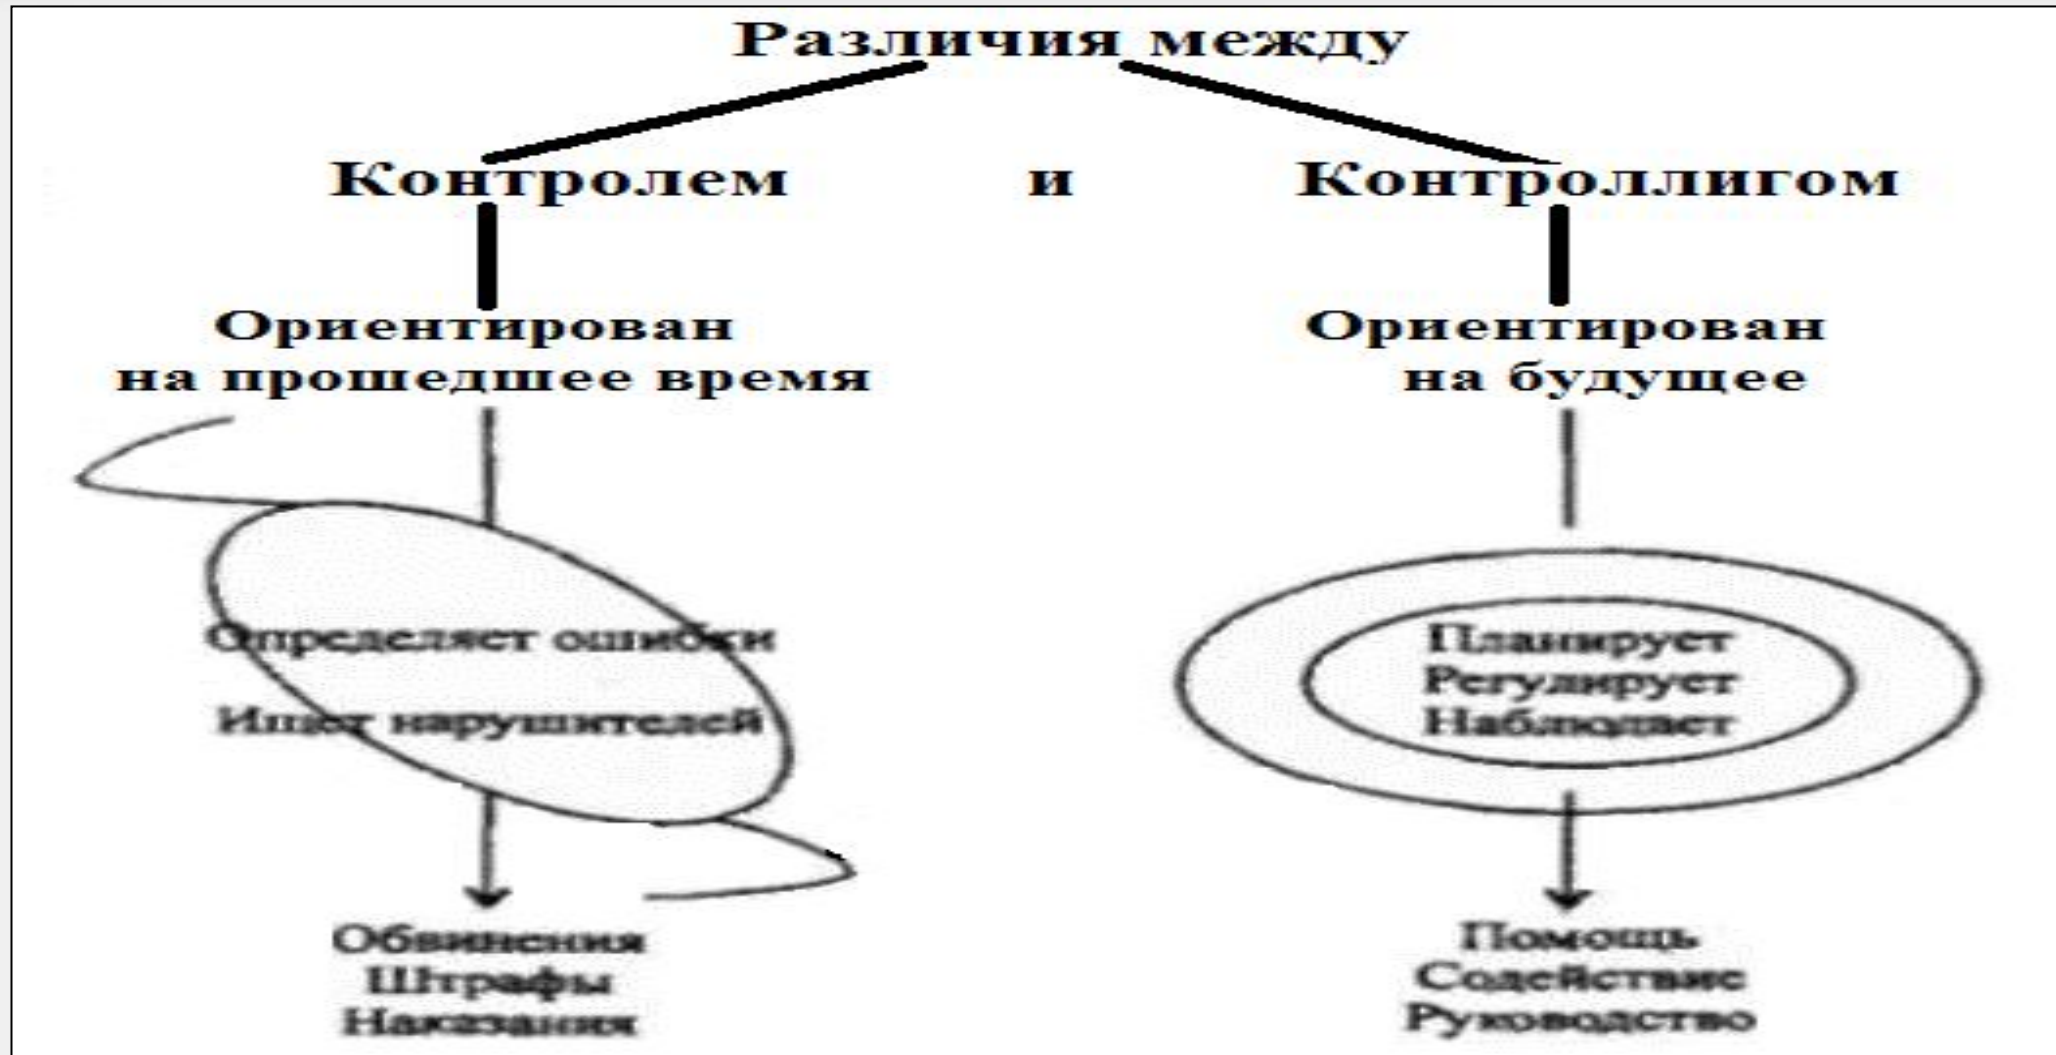 Различия между
Контролем и Контроллигом
Ориентирован
на прошедшее время
Ориентирован
на будущее
Определяет ошибки
Ищет нарушителей
Планирует
Регулирует
Наблюдает
Обвинения
Штрафы
Наказания
Помощь
Содействие
Руководство